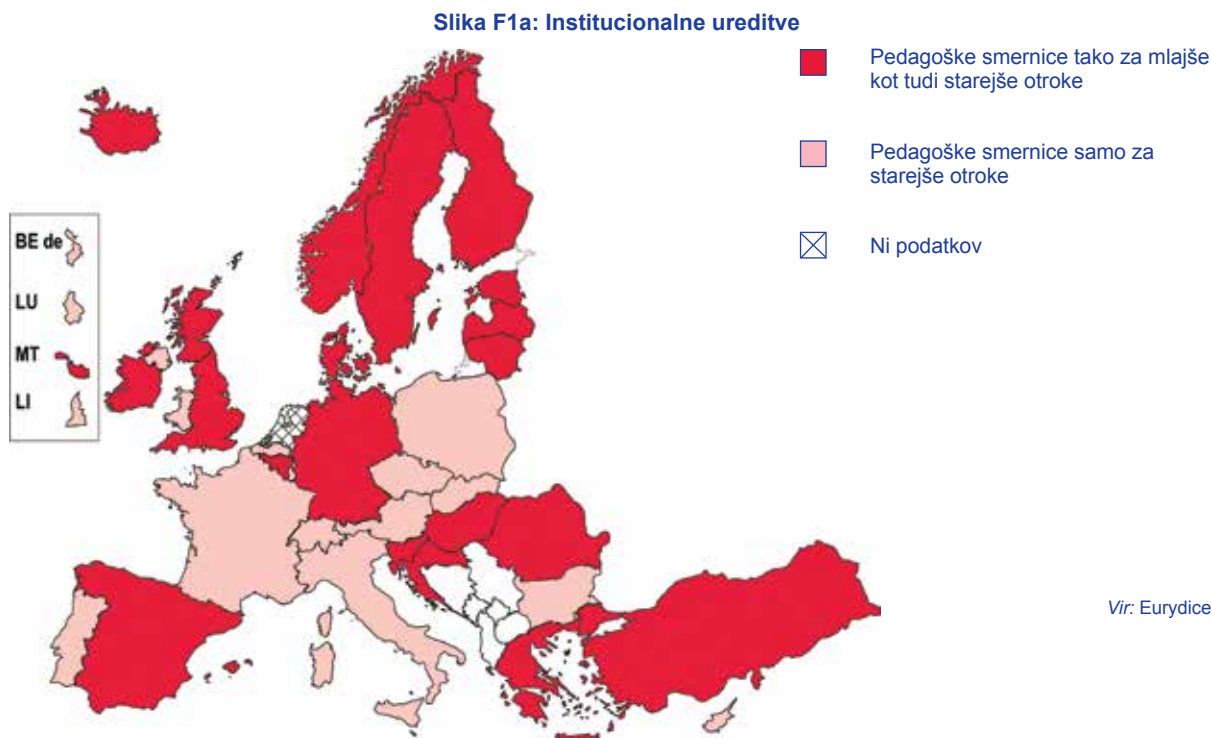 Slika F1a: Institucionalne ureditve
Pedagoške smernice tako za mlajše
kot tudi starejše otroke
Pedagoške smernice samo za
starejše otroke
Ni podatkov
BE de
LU
MT
LI
Vir: Eurydice